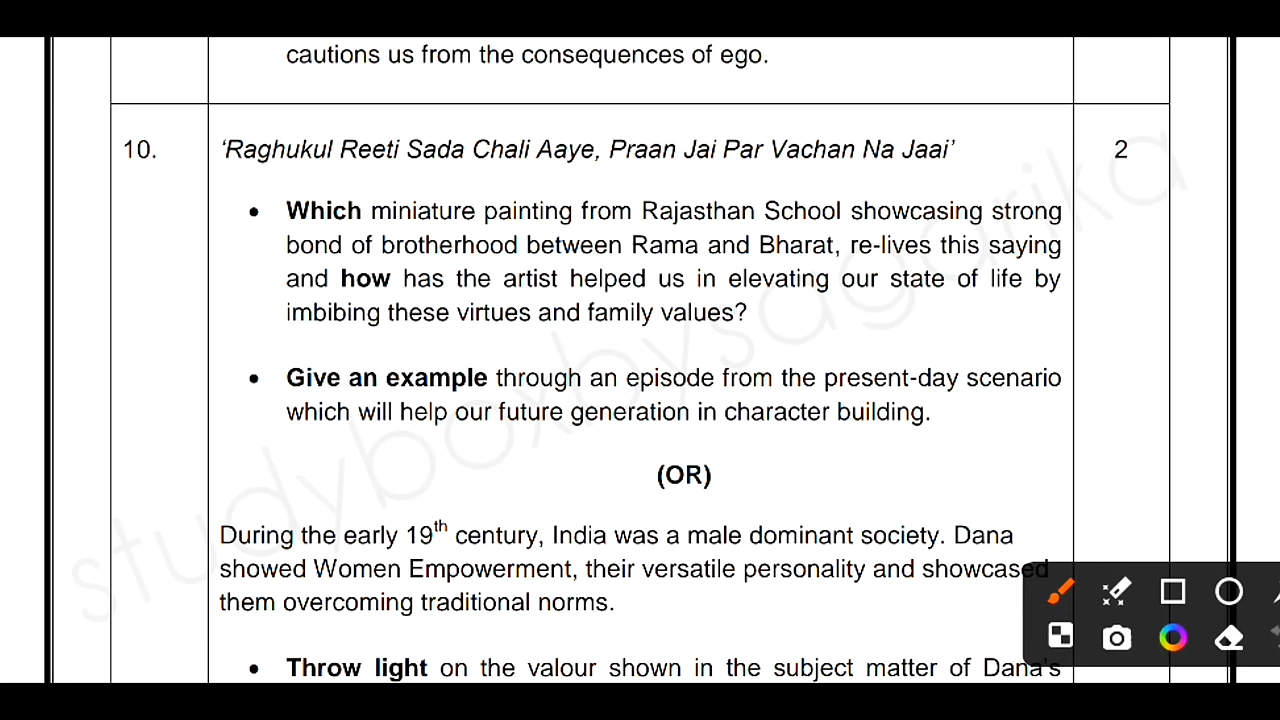 cautions us from the consequences of ego.
10.
‘Raghukul Reeti Sada Chali Aaye, Praan Jai Par Vachan Na Jaai’
2
• Which miniature painting from Rajasthan School showcasing strong
bond of brotherhood between Rama and Bharat, re-lives this saying
and how has the artist helped us in elevating our state of life by
imbibing these virtues and family values?
• Give an example through an episode from the present-day scenario
which will help our future generation in character building.
(OR)
During the early 19th century, India was a male dominant society. Dana
showed Women Empowerment, their versatile personality and showcased
them overcoming traditional norms.
• Throw light on the valour shown in the subject matter of Dana's
studyboxbysagarika